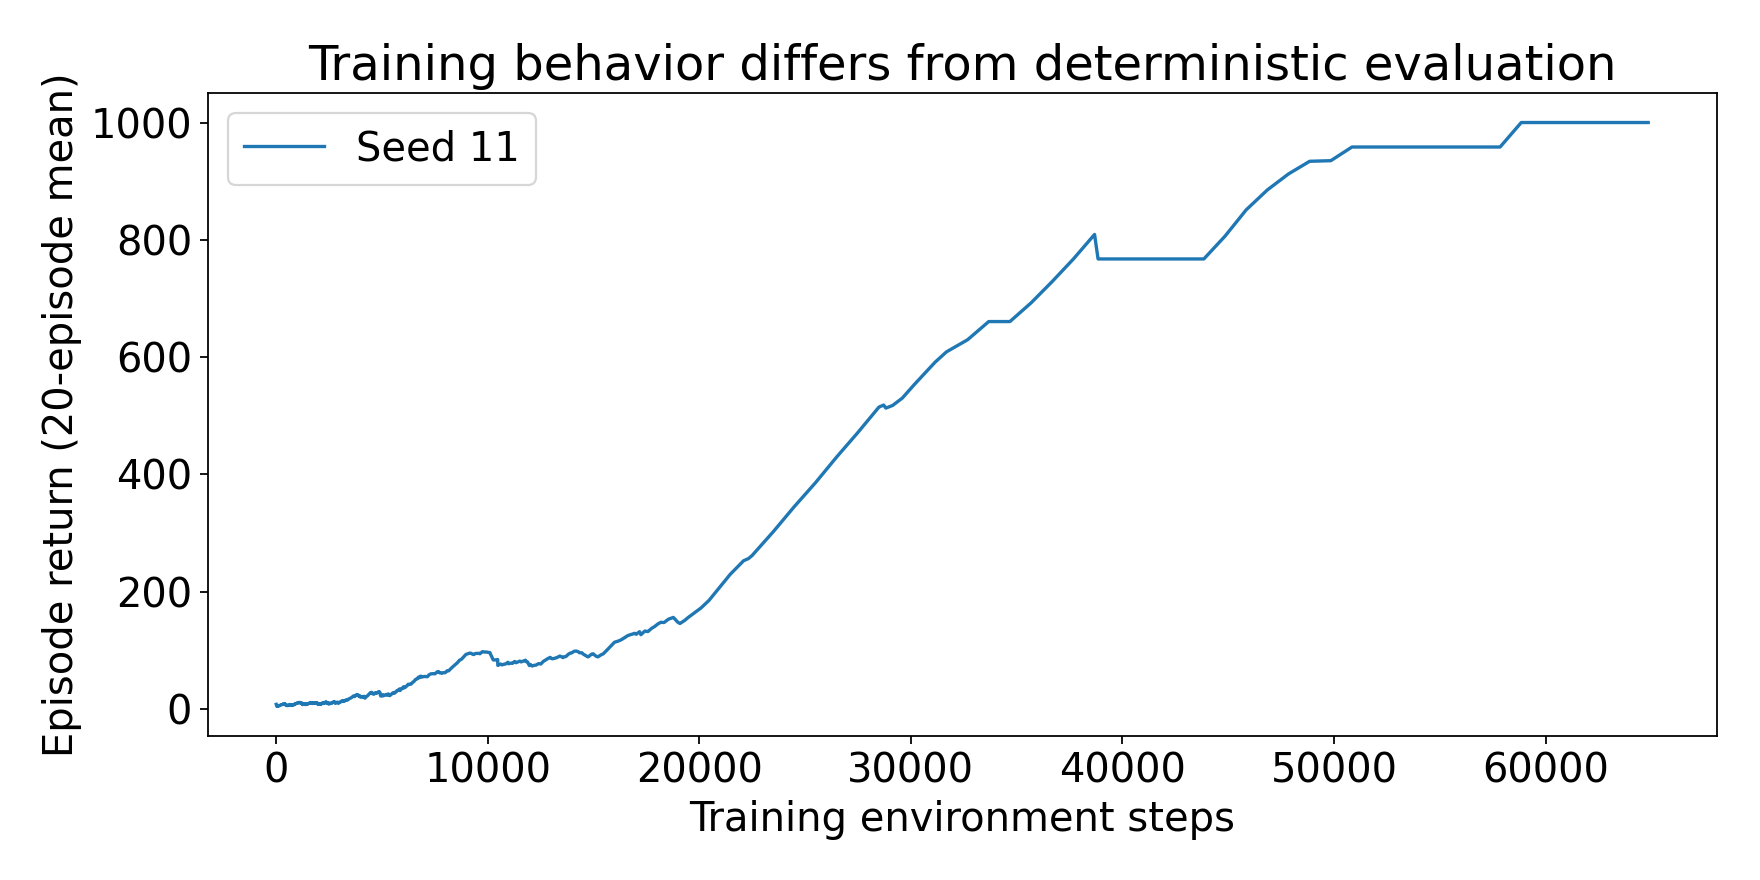 Training behavior differs from deterministic evaluation
Episode return (20-episode mean)
1000
800
600
400
200
0
Seed 11
0 10000 20000 30000 40000 50000 60000
Training environment steps